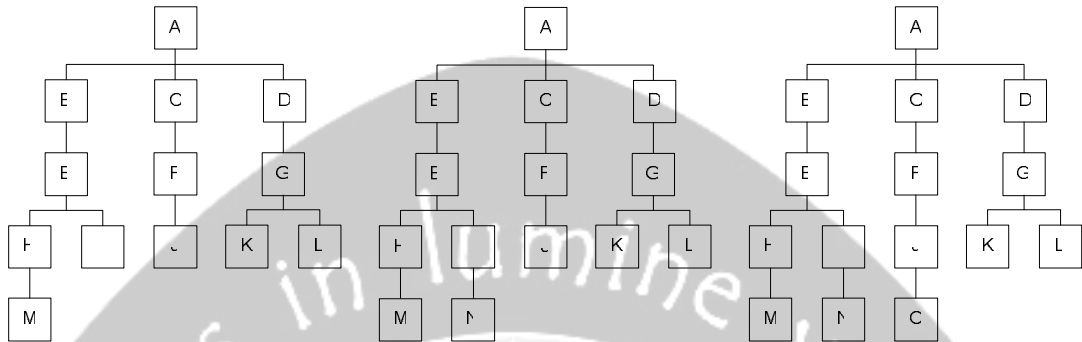 A A A
E C D E C D E C D
E F G E F G E F G
K L K L K L
M M N M N C
in lumine